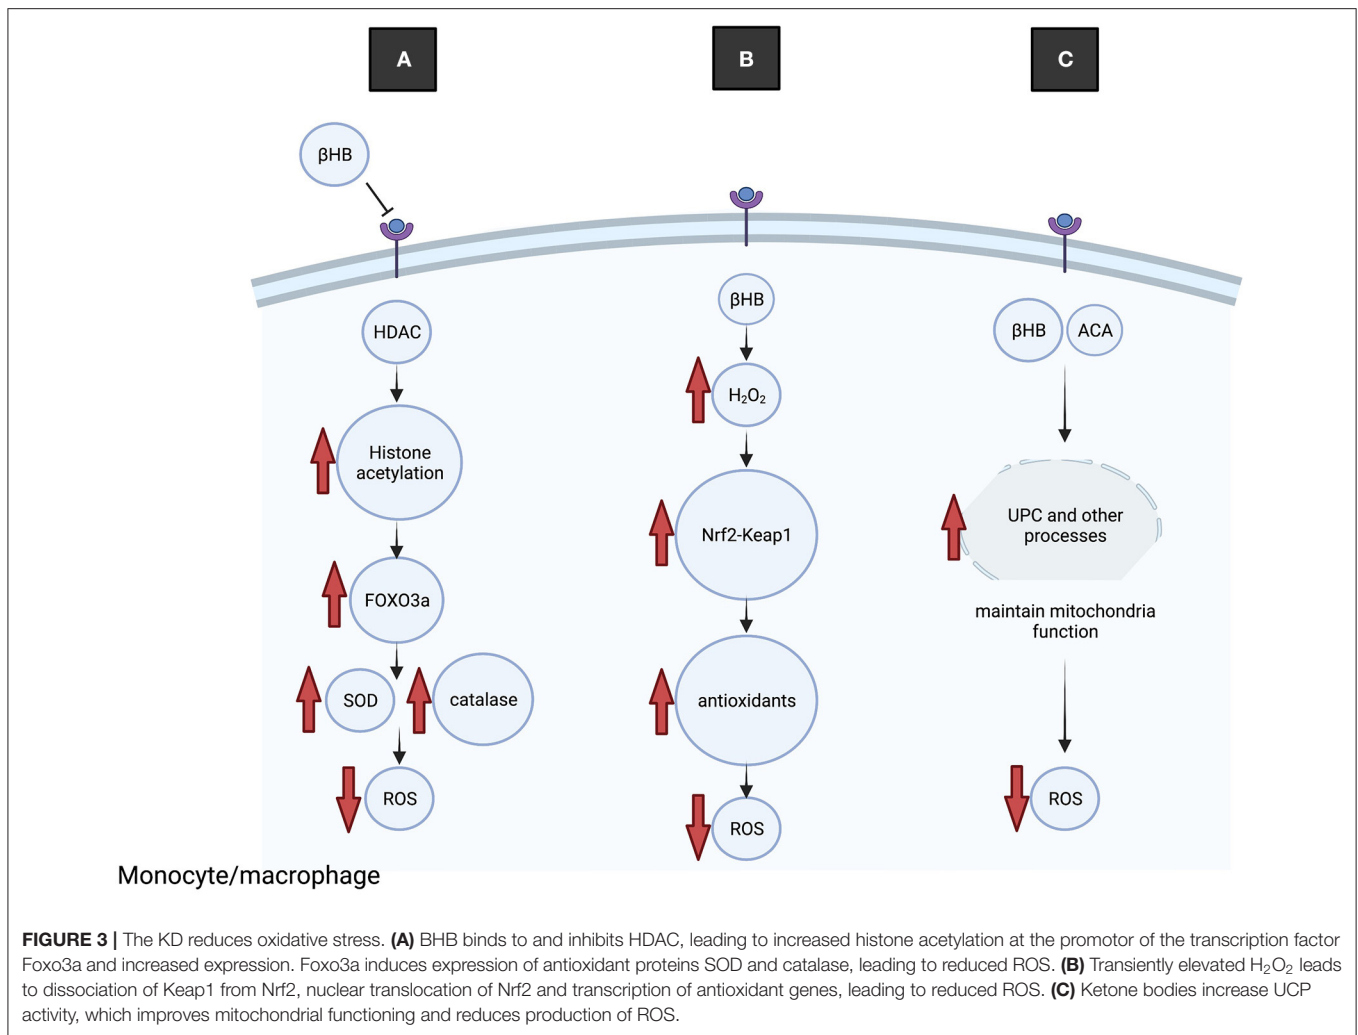 A
B
C
βHB
HDAC
Histone
acetylation
FOXO3a
SOD
catalase
ROS
βHB
H₂O₂
Nrf2-Keap1
antioxidants
ROS
βHB
ACA
UPC and other
processes
maintain mitochondria
function
ROS
Monocyte/macrophage
FIGURE 3 | The KD reduces oxidative stress. (A) BHB binds to and inhibits HDAC, leading to increased histone acetylation at the promotor of the transcription factor
Foxo3a and increased expression. Foxo3a induces expression of antioxidant proteins SOD and catalase, leading to reduced ROS. (B) Transiently elevated H₂O₂ leads
to dissociation of Keap1 from Nrf2, nuclear translocation of Nrf2 and transcription of antioxidant genes, leading to reduced ROS. (C) Ketone bodies increase UCP
activity, which improves mitochondrial functioning and reduces production of ROS.